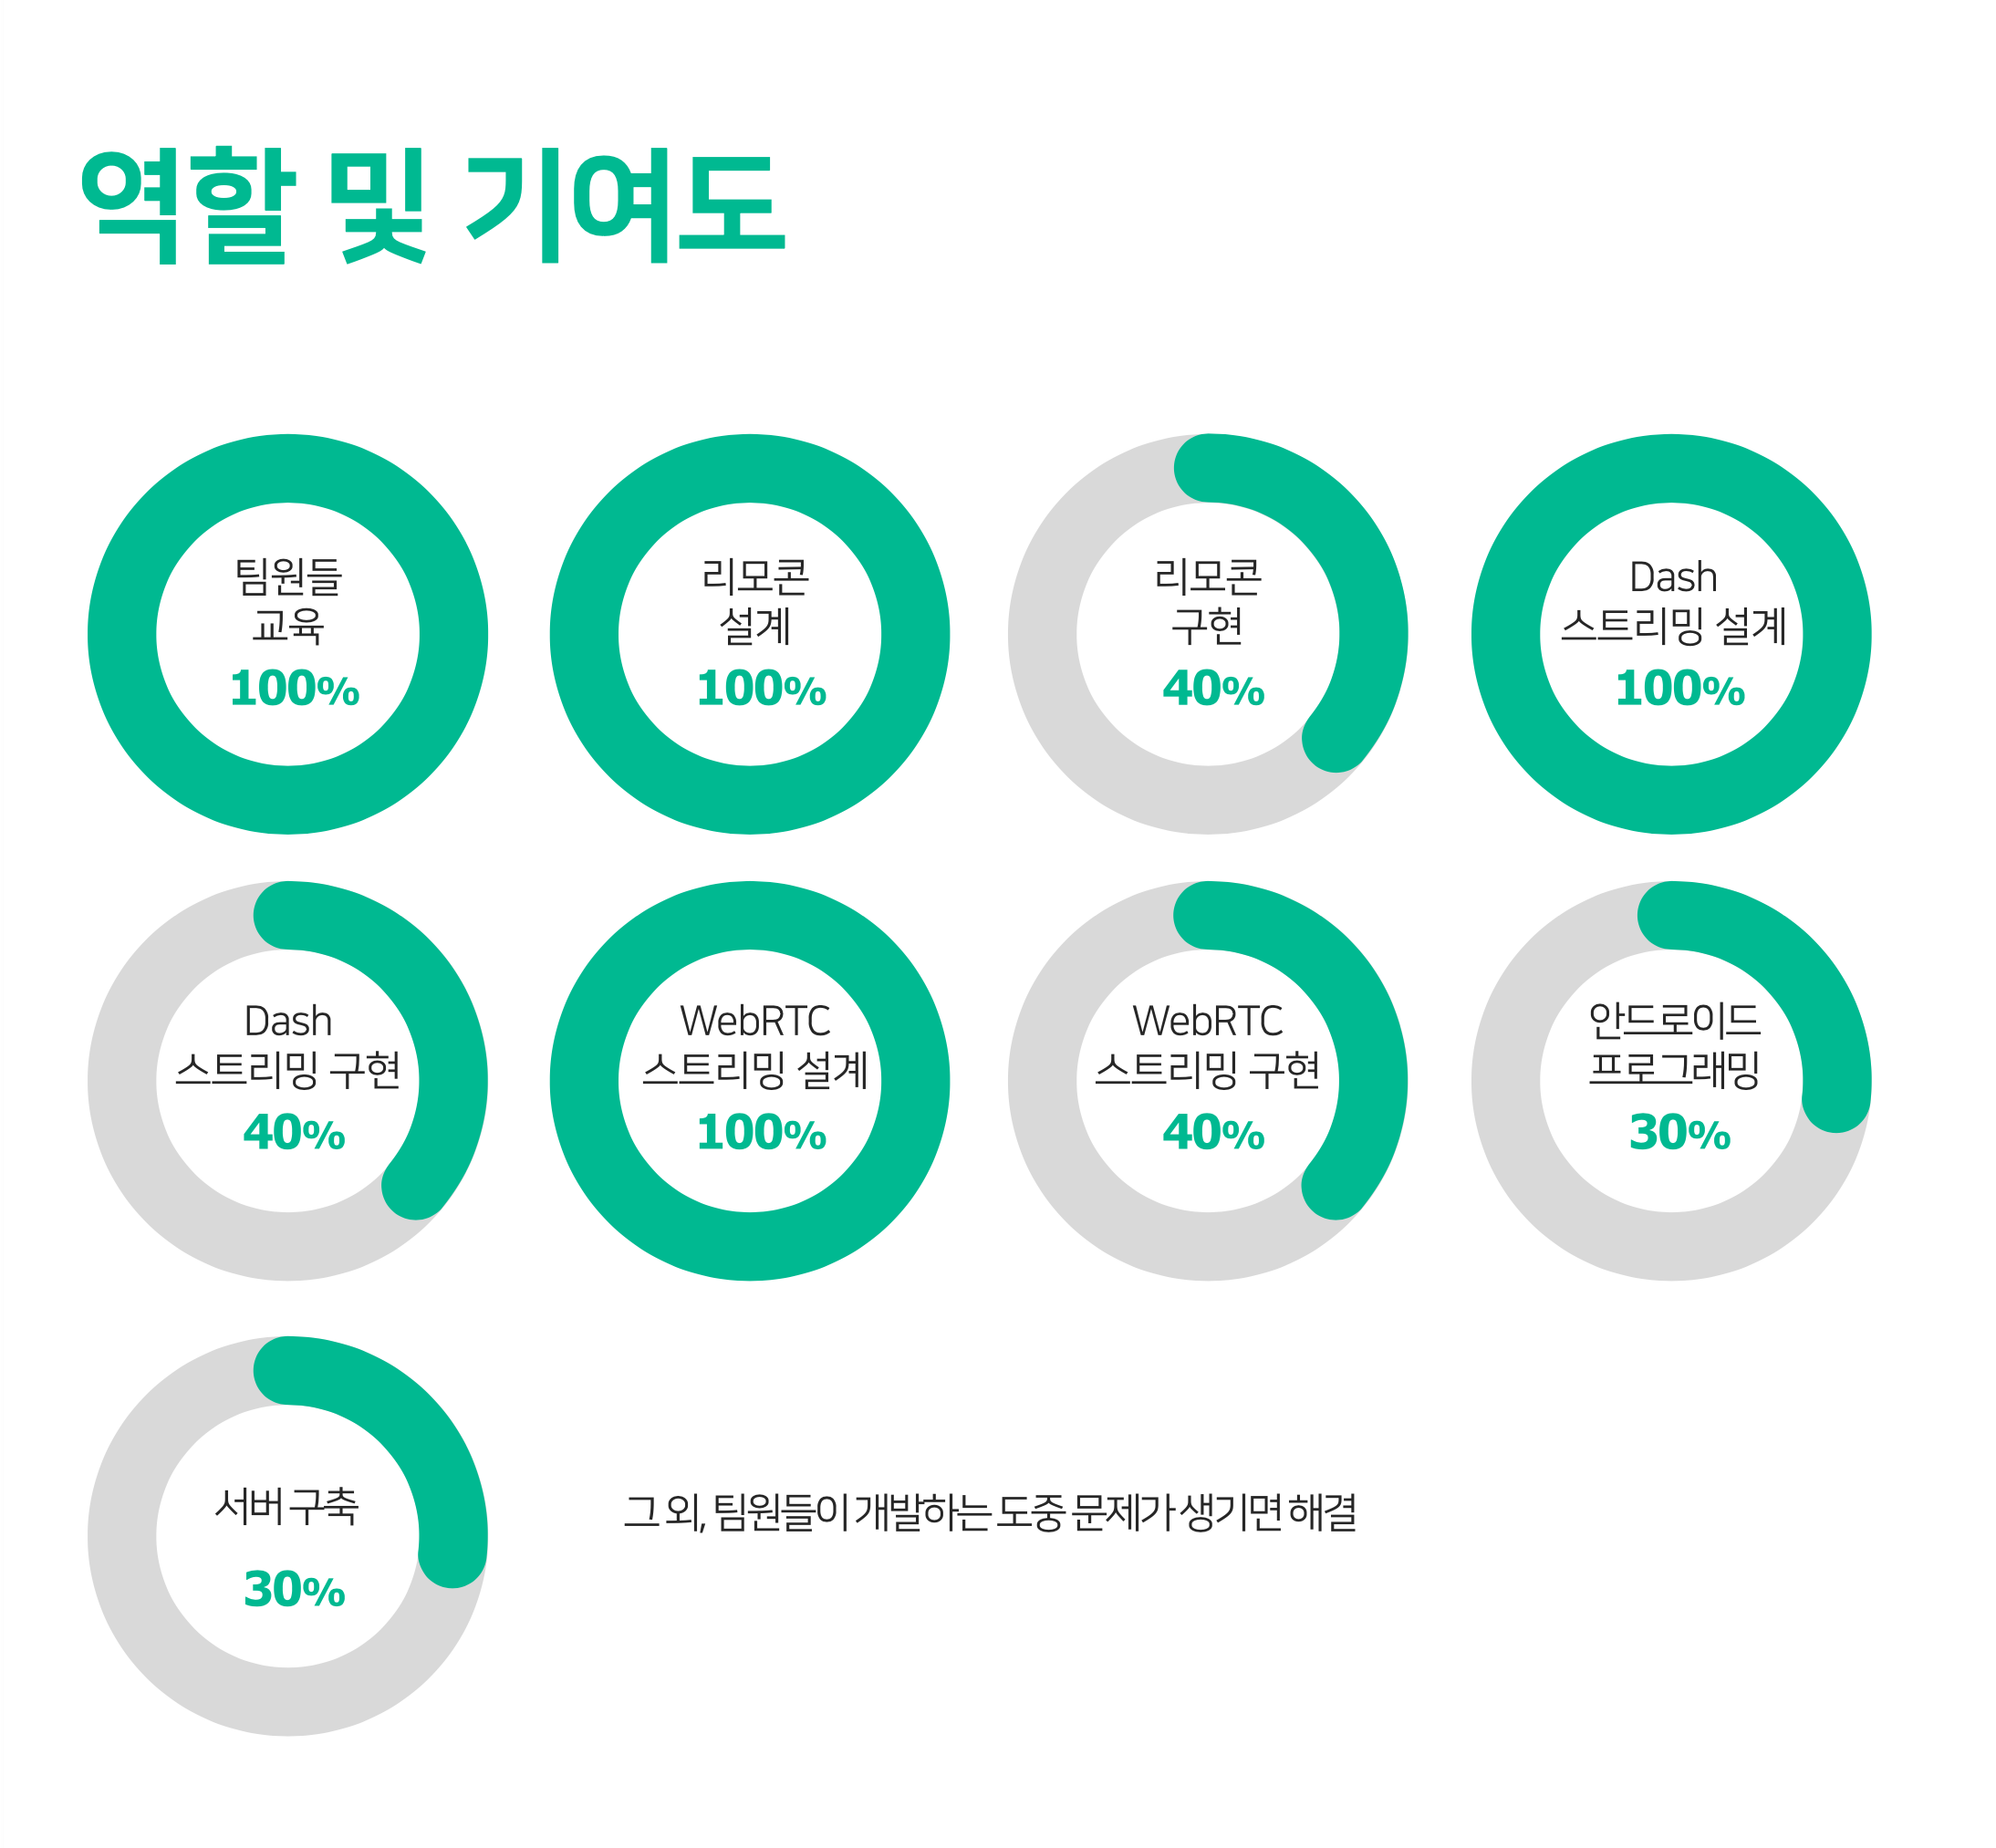 역할 및 기여도
팀원들
교육
100%
리모콘
설계
100%
리모콘
구현
40%
Dash
스트리밍 설계
100%
Dash
스트리밍 구현
40%
WebRTC
스트리밍 설계
100%
WebRTC
스트리밍 구현
40%
안드로이드
프로그래밍
30%
서버 구축
30%
그 외, 팀원들이 개발하는 도중 문제가 생기면 해결